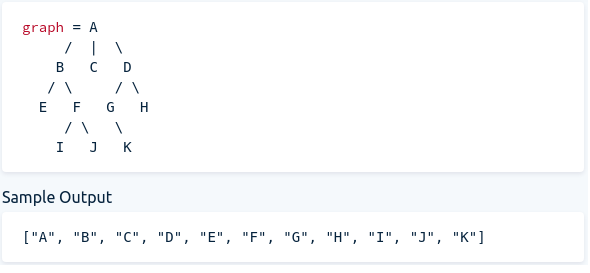 graph = A
     /  |  \
    B   C   D
   / \     / \
  E   F   G   H
     / \   \
    I   J   K
Sample Output
["A", "B", "C", "D", "E", "F", "G", "H", "I", "J", "K"]